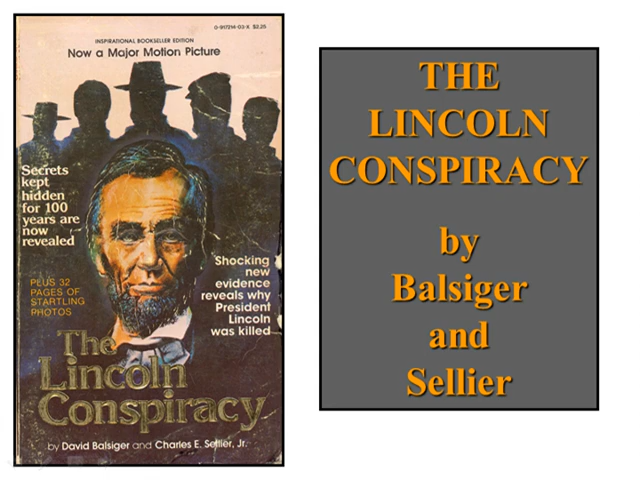 0-917214-03-X $2.25
INSPIRATIONAL BOOKSELLER EDITION
Now a Major Motion Picture
Secrets
kept
hidden
for 100
years are
now
revealed
PLUS 32
PAGES OF
STARTLING
PHOTOS
Shocking
new
evidence
reveals why
President
Lincoln
was killed
The
Lincoln
Conspiracy
by David Balsiger and Charles E. Sellier, Jr.
THE
LINCOLN
CONSPIRACY
by
Balsiger
and
Sellier